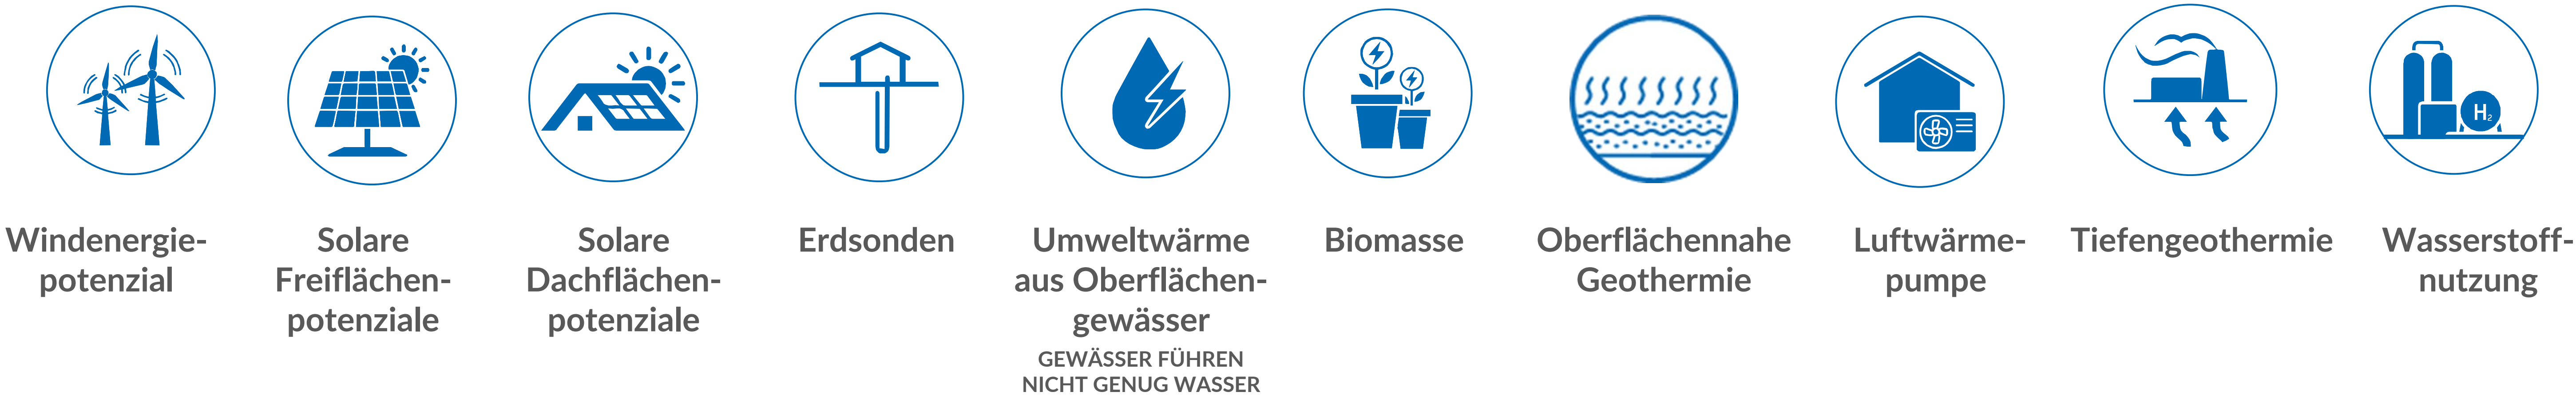 Windenergie-
potenzial
Solare
Freiflächen-
potenziale
Solare
Dachflächen-
potenziale
Erdsonden
Umweltwärme
aus Oberflächen-
gewässer
GEWÄSSER FÜHREN
NICHT GENUG WASSER
Biomasse
Oberflächennahe
Geothermie
Luftwärme-
pumpe
Tiefengeothermie
H₂
Wasserstoff-
nutzung